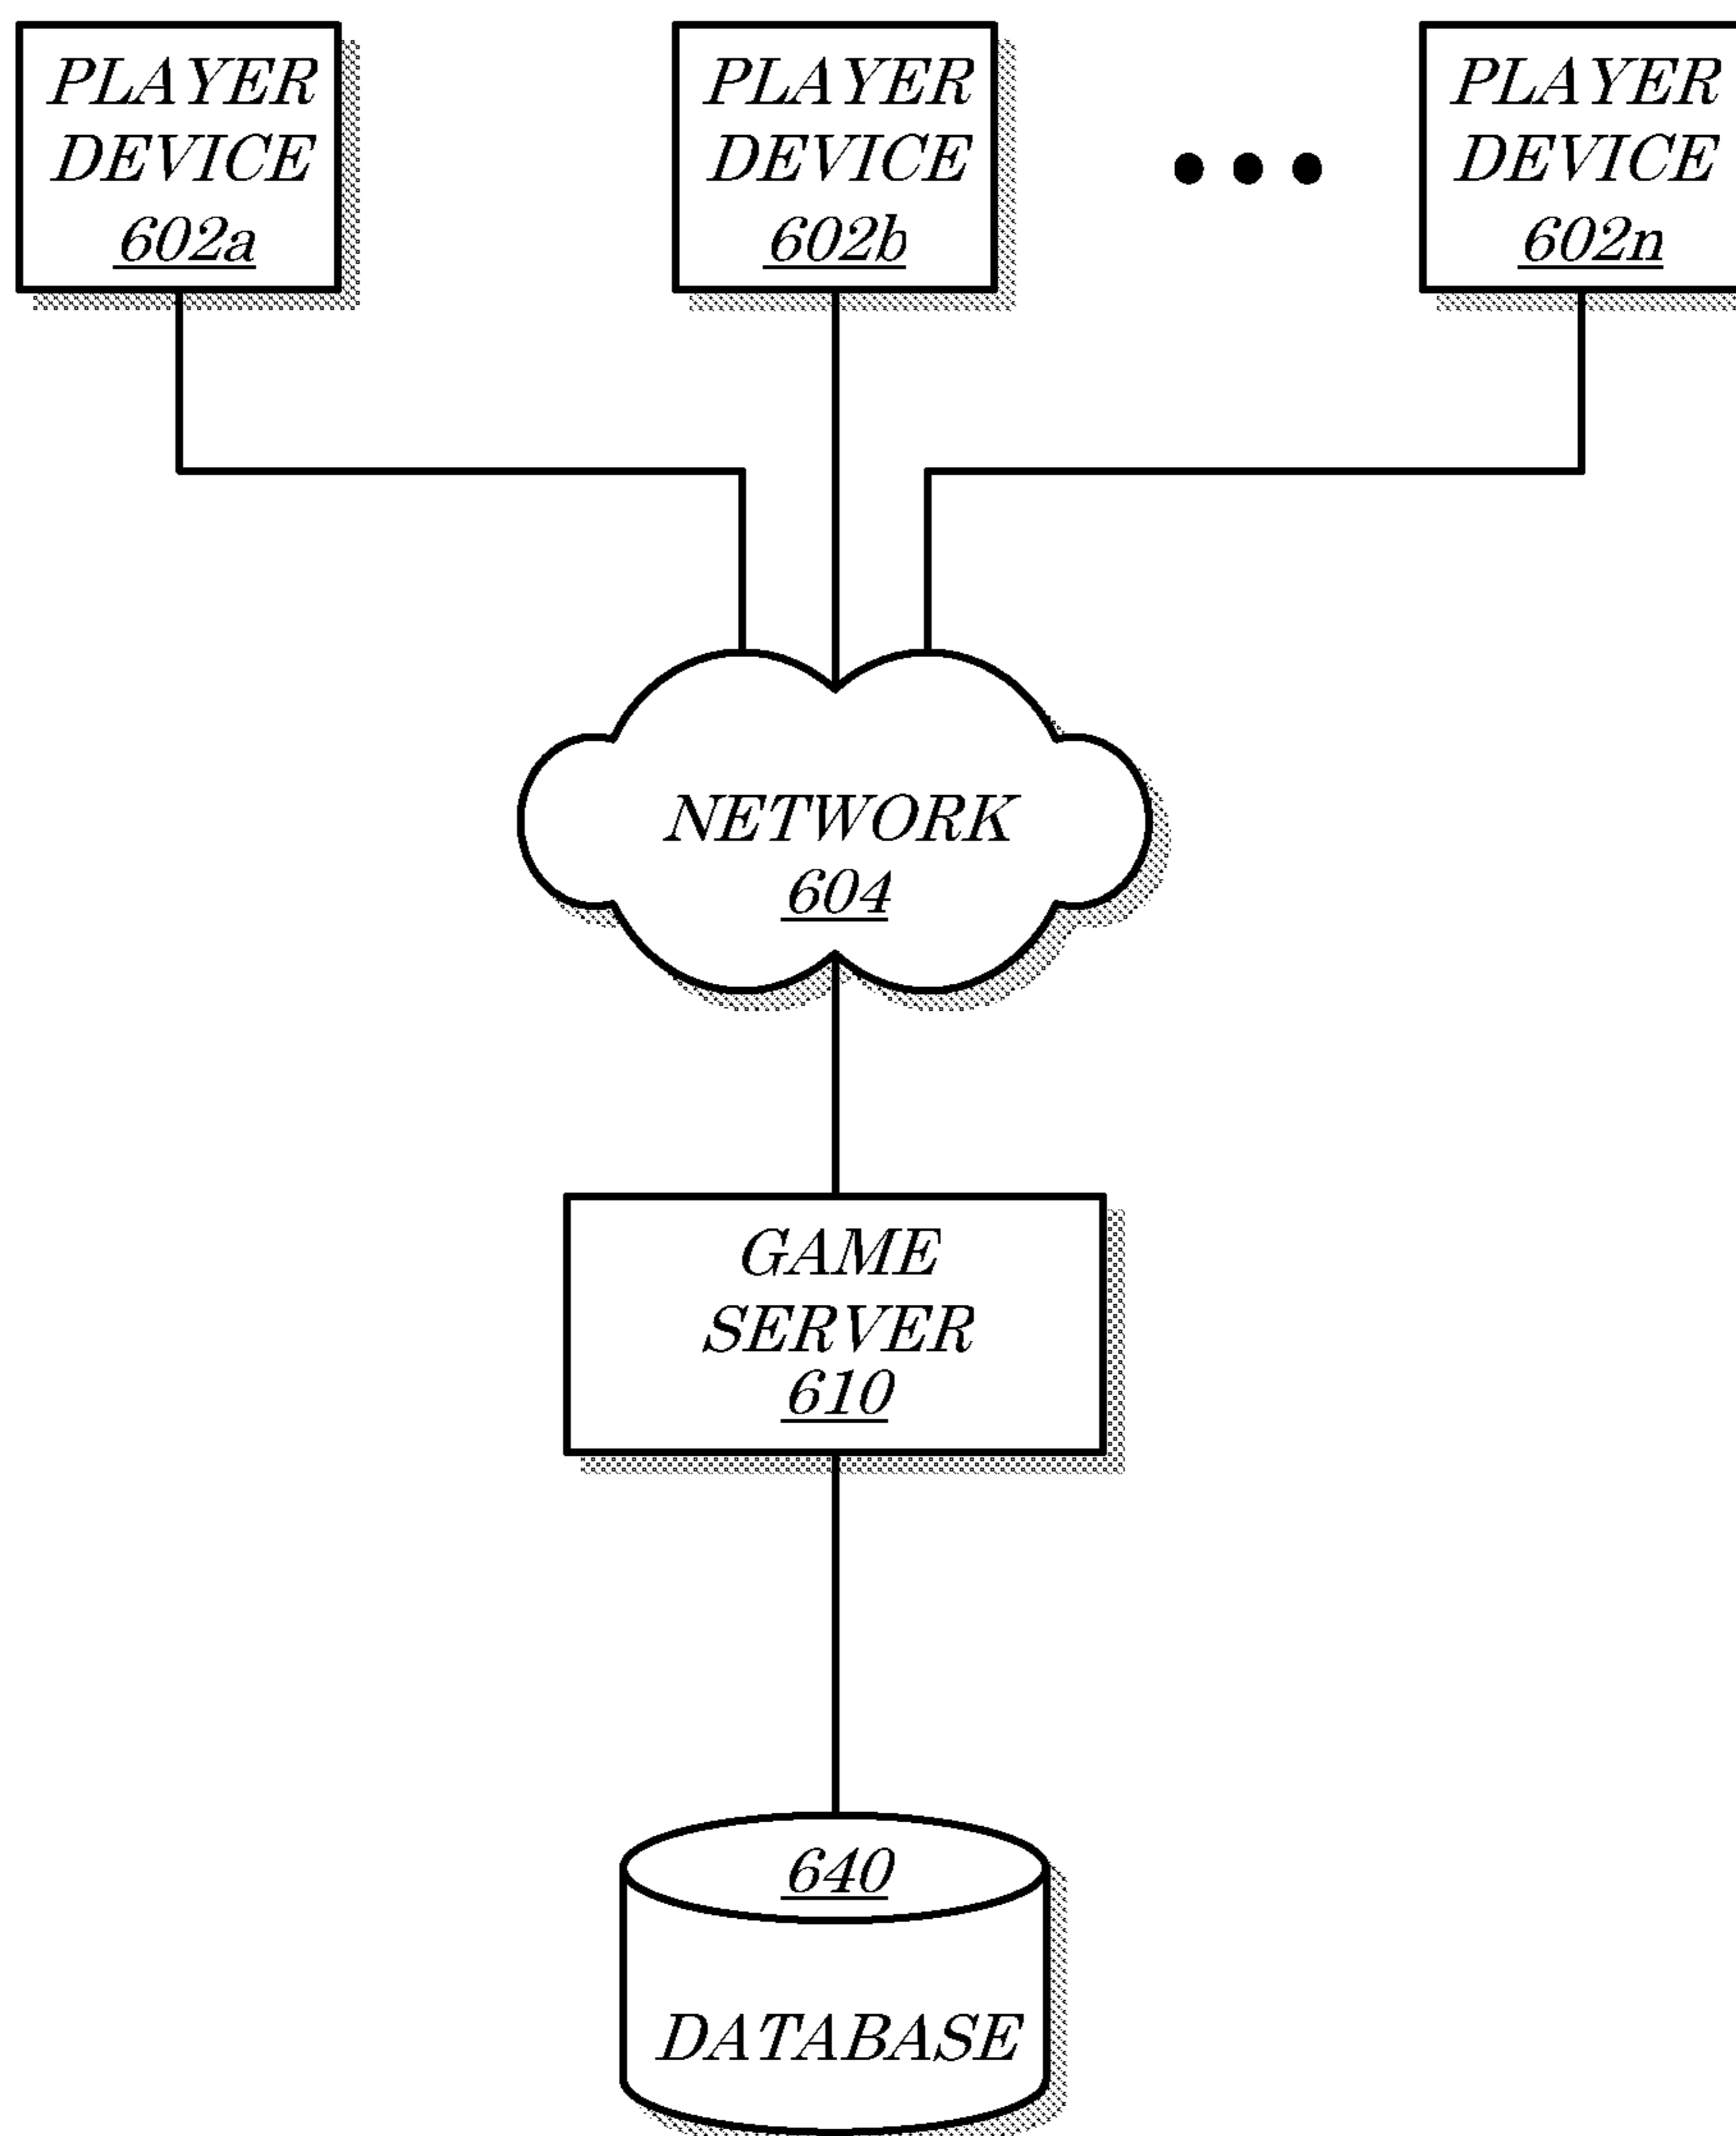 PLAYER
DEVICE
602a
PLAYER
DEVICE
602b
PLAYER
DEVICE
602n
NETWORK
604
GAME
SERVER
610
640
DATABASE